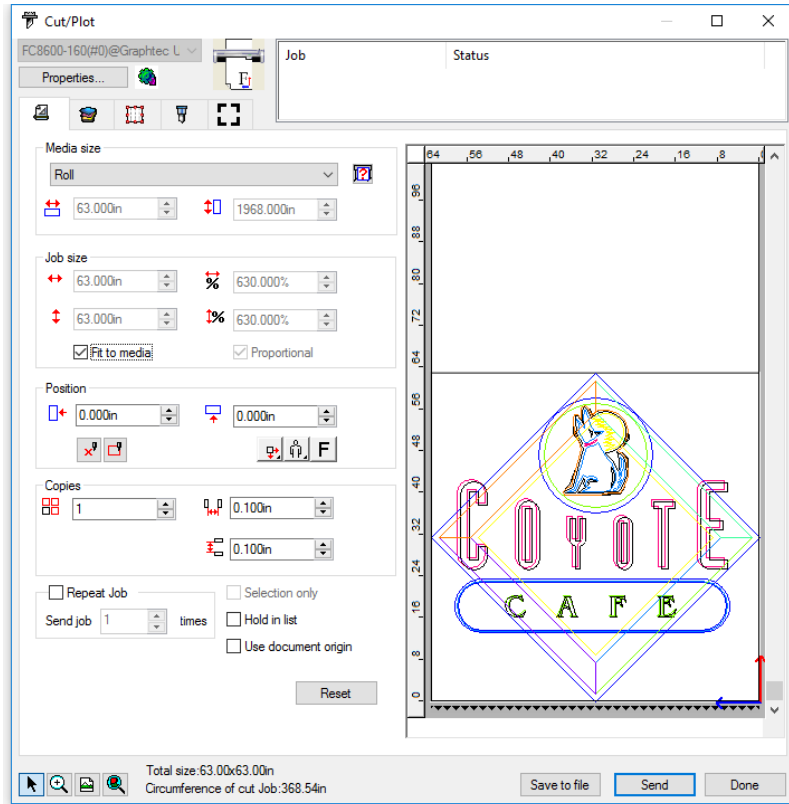 Cut/Plot
FC8600-160(#0)@Graphtec U
Job Status
Properties...
F
Media size
Roll
63.000in 1968.000in
Job size
63.000in % 630.000%
63.000in % 630.000%
Fit to media Proportional
Position
0.000in 0.000in
F
Copies
1 0.100in
0.100in
Repeat Job Selection only
Send job 1 times Hold in list
Use document origin
Reset
64 56 48 40 32 24 16 8
96
88
80
72
64
56
48
40
32
24
16
8
0
COYOTE
CAFE
Total size:63.00x63.00in
Circumference of cut Job:368.54in
Save to file Send Done